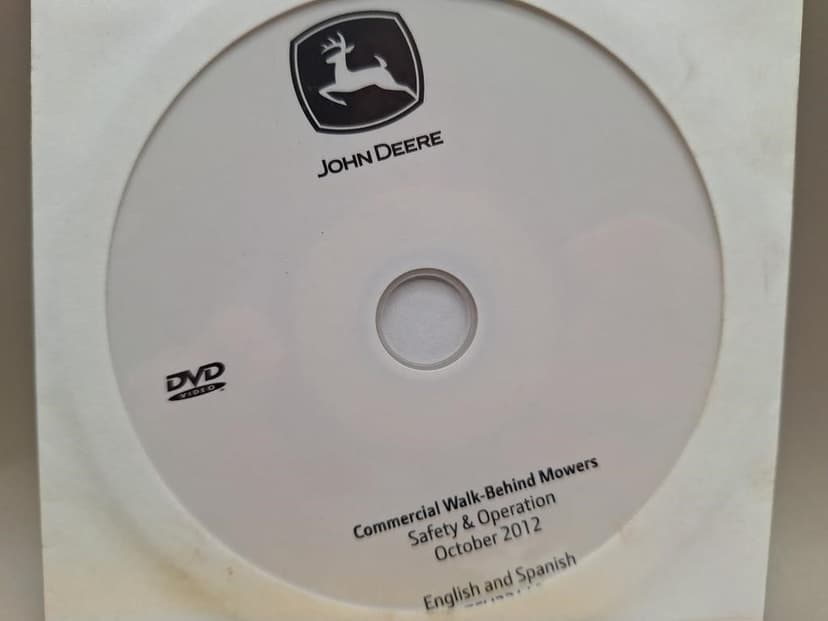 JOHN DEERE
DVD
VIDEO
Commercial Walk-Behind Mowers
Safety & Operation
October 2012
English and Spanish